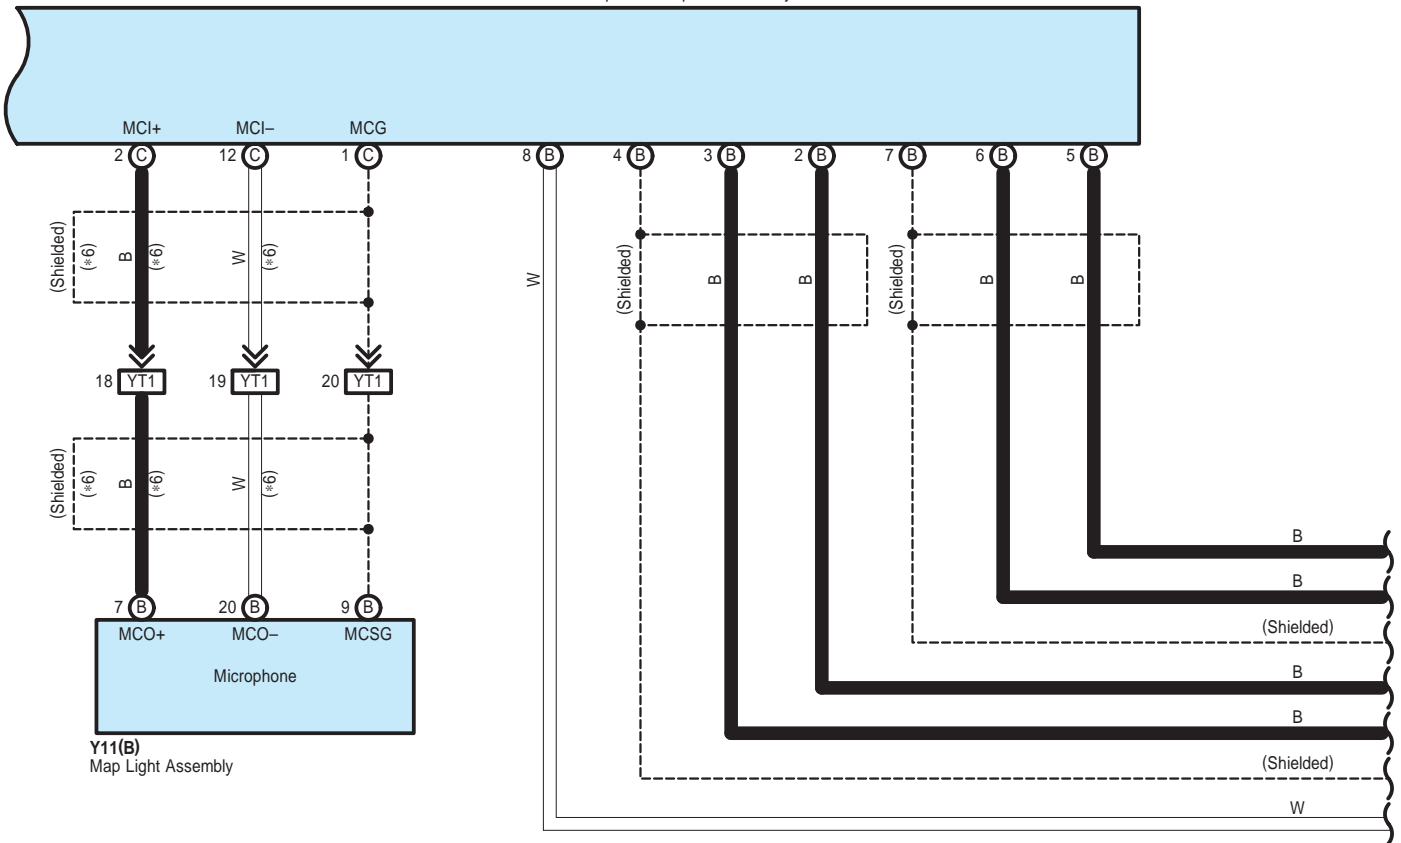 MCI+ MCI– MCG
2 C 12 C 1 C 8 B 4 B 3 B 2 B 7 B 6 B 5 B
(Shielded) (*6) B (*6) W (*6) W (Shielded) B B (Shielded) B B
18 YT1 19 YT1 20 YT1
(Shielded) (*6) B (*6) W (*6)
B
B
7 B 20 B 9 B
MCO+ MCO– MCSG
(Shielded)
Microphone
B
B
Y11(B)
Map Light Assembly
(Shielded)
W